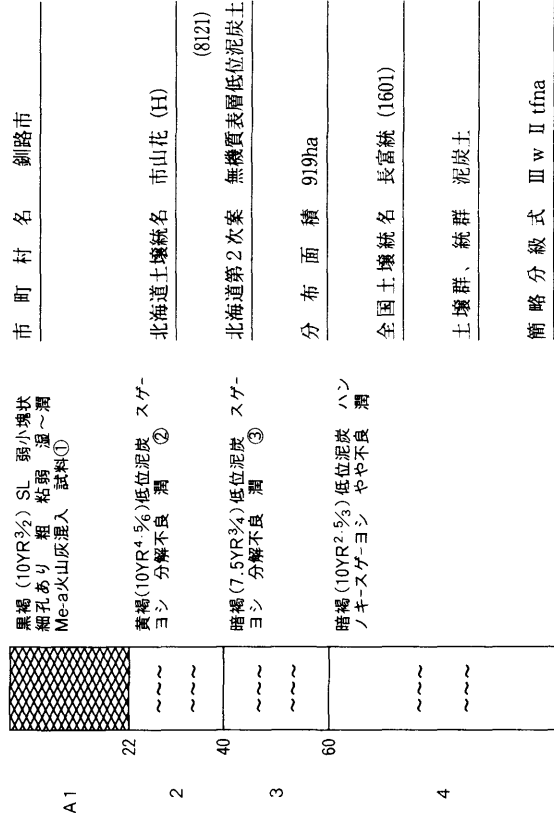 A1
22
黒褐(10YR3/2) SL 弱小塊状
細孔あり 粗 粘弱 湿〜潤
Me-a火山灰混入 試料①
2
40
黄褐(10YR4.5/6)低位泥炭 スゲ-
ヨシ 分解不良 潤 ②
3
60
暗褐(7.5YR3/4)低位泥炭 スゲ-
ヨシ 分解不良 潤 ③
4
暗褐(10YR2.5/3)低位泥炭 ハン
ノキ-スゲ-ヨシ やや不良 潤
市町村名 釧路市
北海道土壌統名 市山花 (H)
(8121)
北海道第2次案 無機質表層低位泥炭土
分布面積 919ha
全国土壌統名 長富統 (1601)
土壌群、統群 泥炭土
簡略分級式 Ⅲw Ⅱtfna